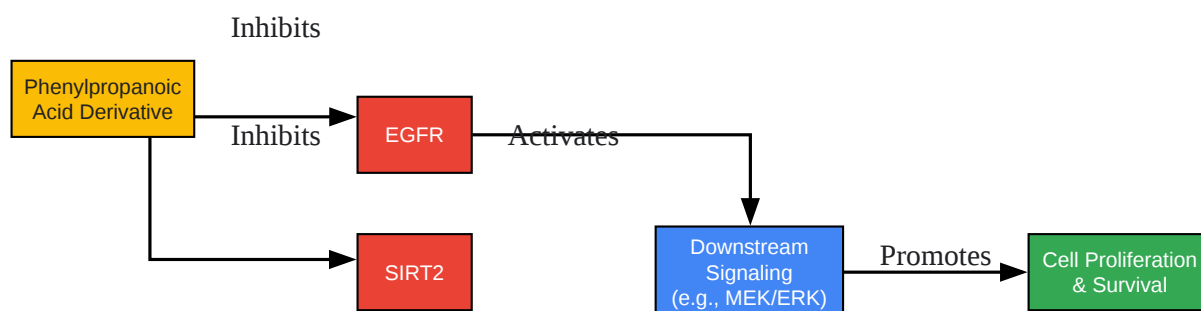 Inhibits
Phenylpropanoic
Acid Derivative
Inhibits
EGFR
Activates
SIRT2
Downstream
Signaling
(e.g., MEK/ERK)
Promotes
Cell Proliferation
& Survival